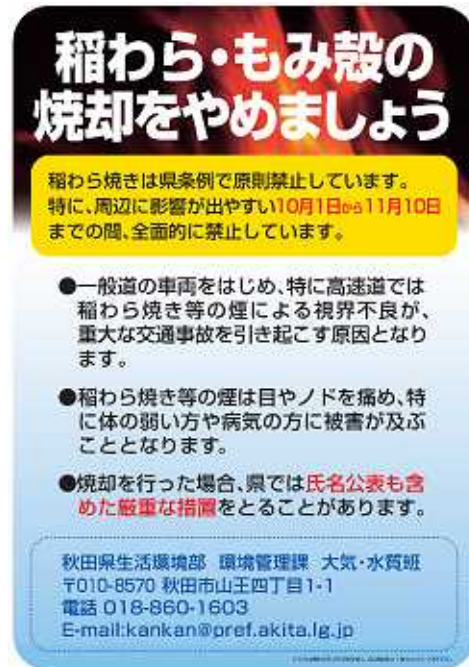 稲わら・もみ殻の
焼却をやめましょう
稲わら焼きは県条例で原則禁止しています。
特に、周辺に影響が出やすい10月1日から11月10日
までの間、全面的に禁止しています。
●一般道の車両をはじめ、特に高速道では
稲わら焼き等の煙による視界不良が、
重大な交通事故を引き起こす原因となり
ます。
●稲わら焼き等の煙は目やノドを痛め、特
に体の弱い方や病気の方に被害が及ぶ
こととなります。
●焼却を行った場合、県では氏名公表も含
めた厳重な措置をとることがあります。
秋田県生活環境部 環境管理課 大気・水質班
〒010-8570 秋田市山王四丁目1-1
電話 018-860-1603
E-mail:kankan@pref.akita.lg.jp